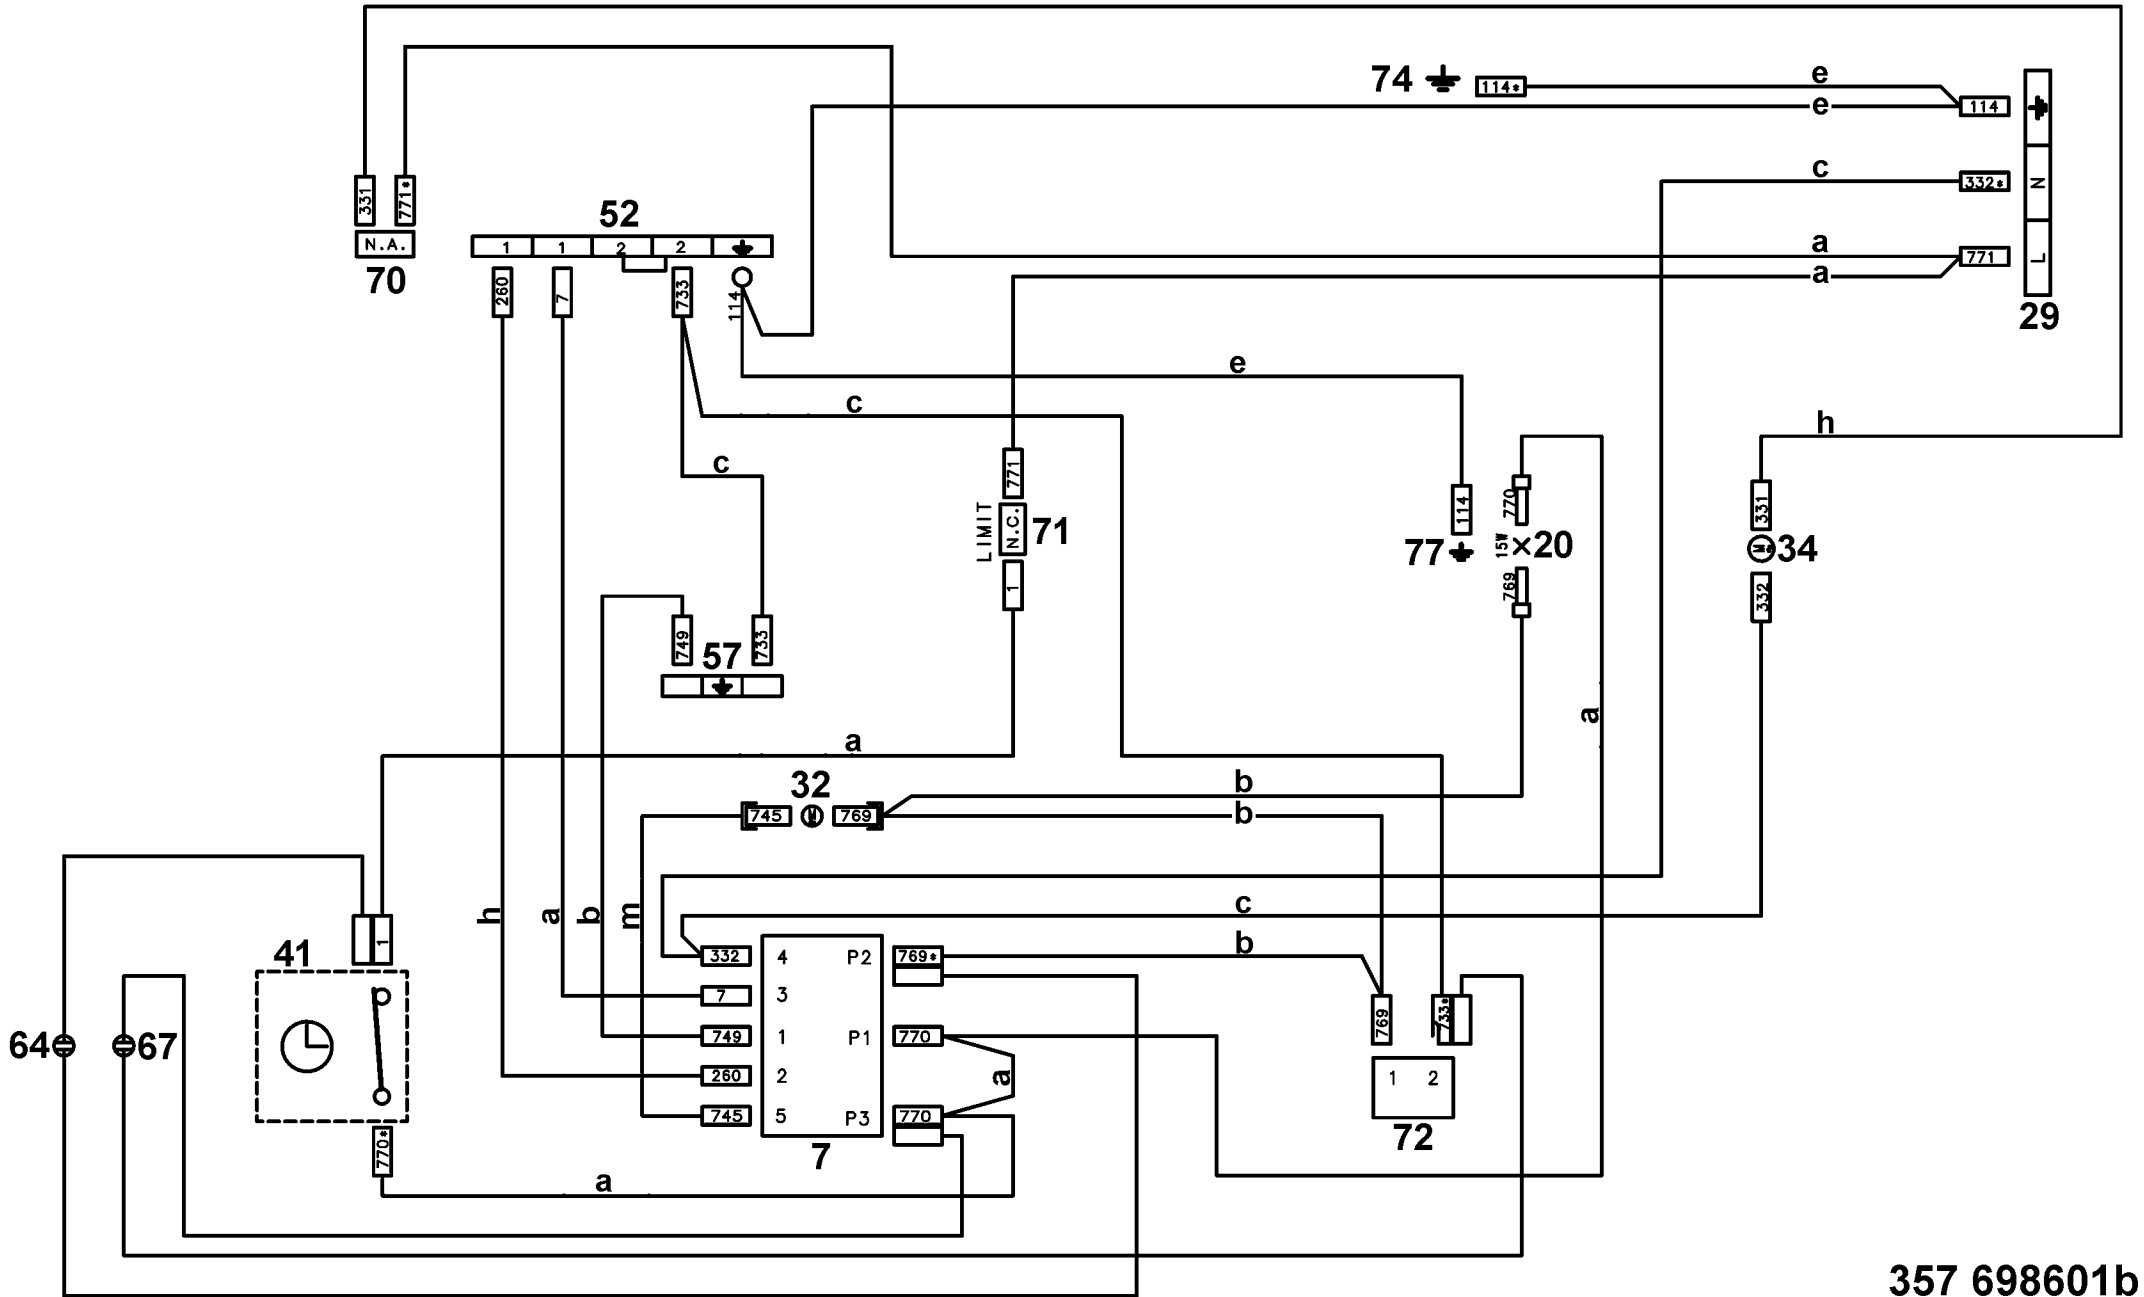 74
114*
e
e
114
c
332*
N
331
771*
N.A.
70
52
1
1
2
2
260
7
733
114
a
a
771
L
29
e
c
h
c
771
LIMIT
N.C.
71
1
114
77
770
15W
×20
769
331
34
332
749
57
733
a
a
32
745
769
b
b
h
a
b
m
c
1
41
332
4
P2
769*
b
7
3
749
1
P1
770
769
733*
64
67
260
2
a
1
2
745
5
P3
770
7
72
770*
a
357 698601b